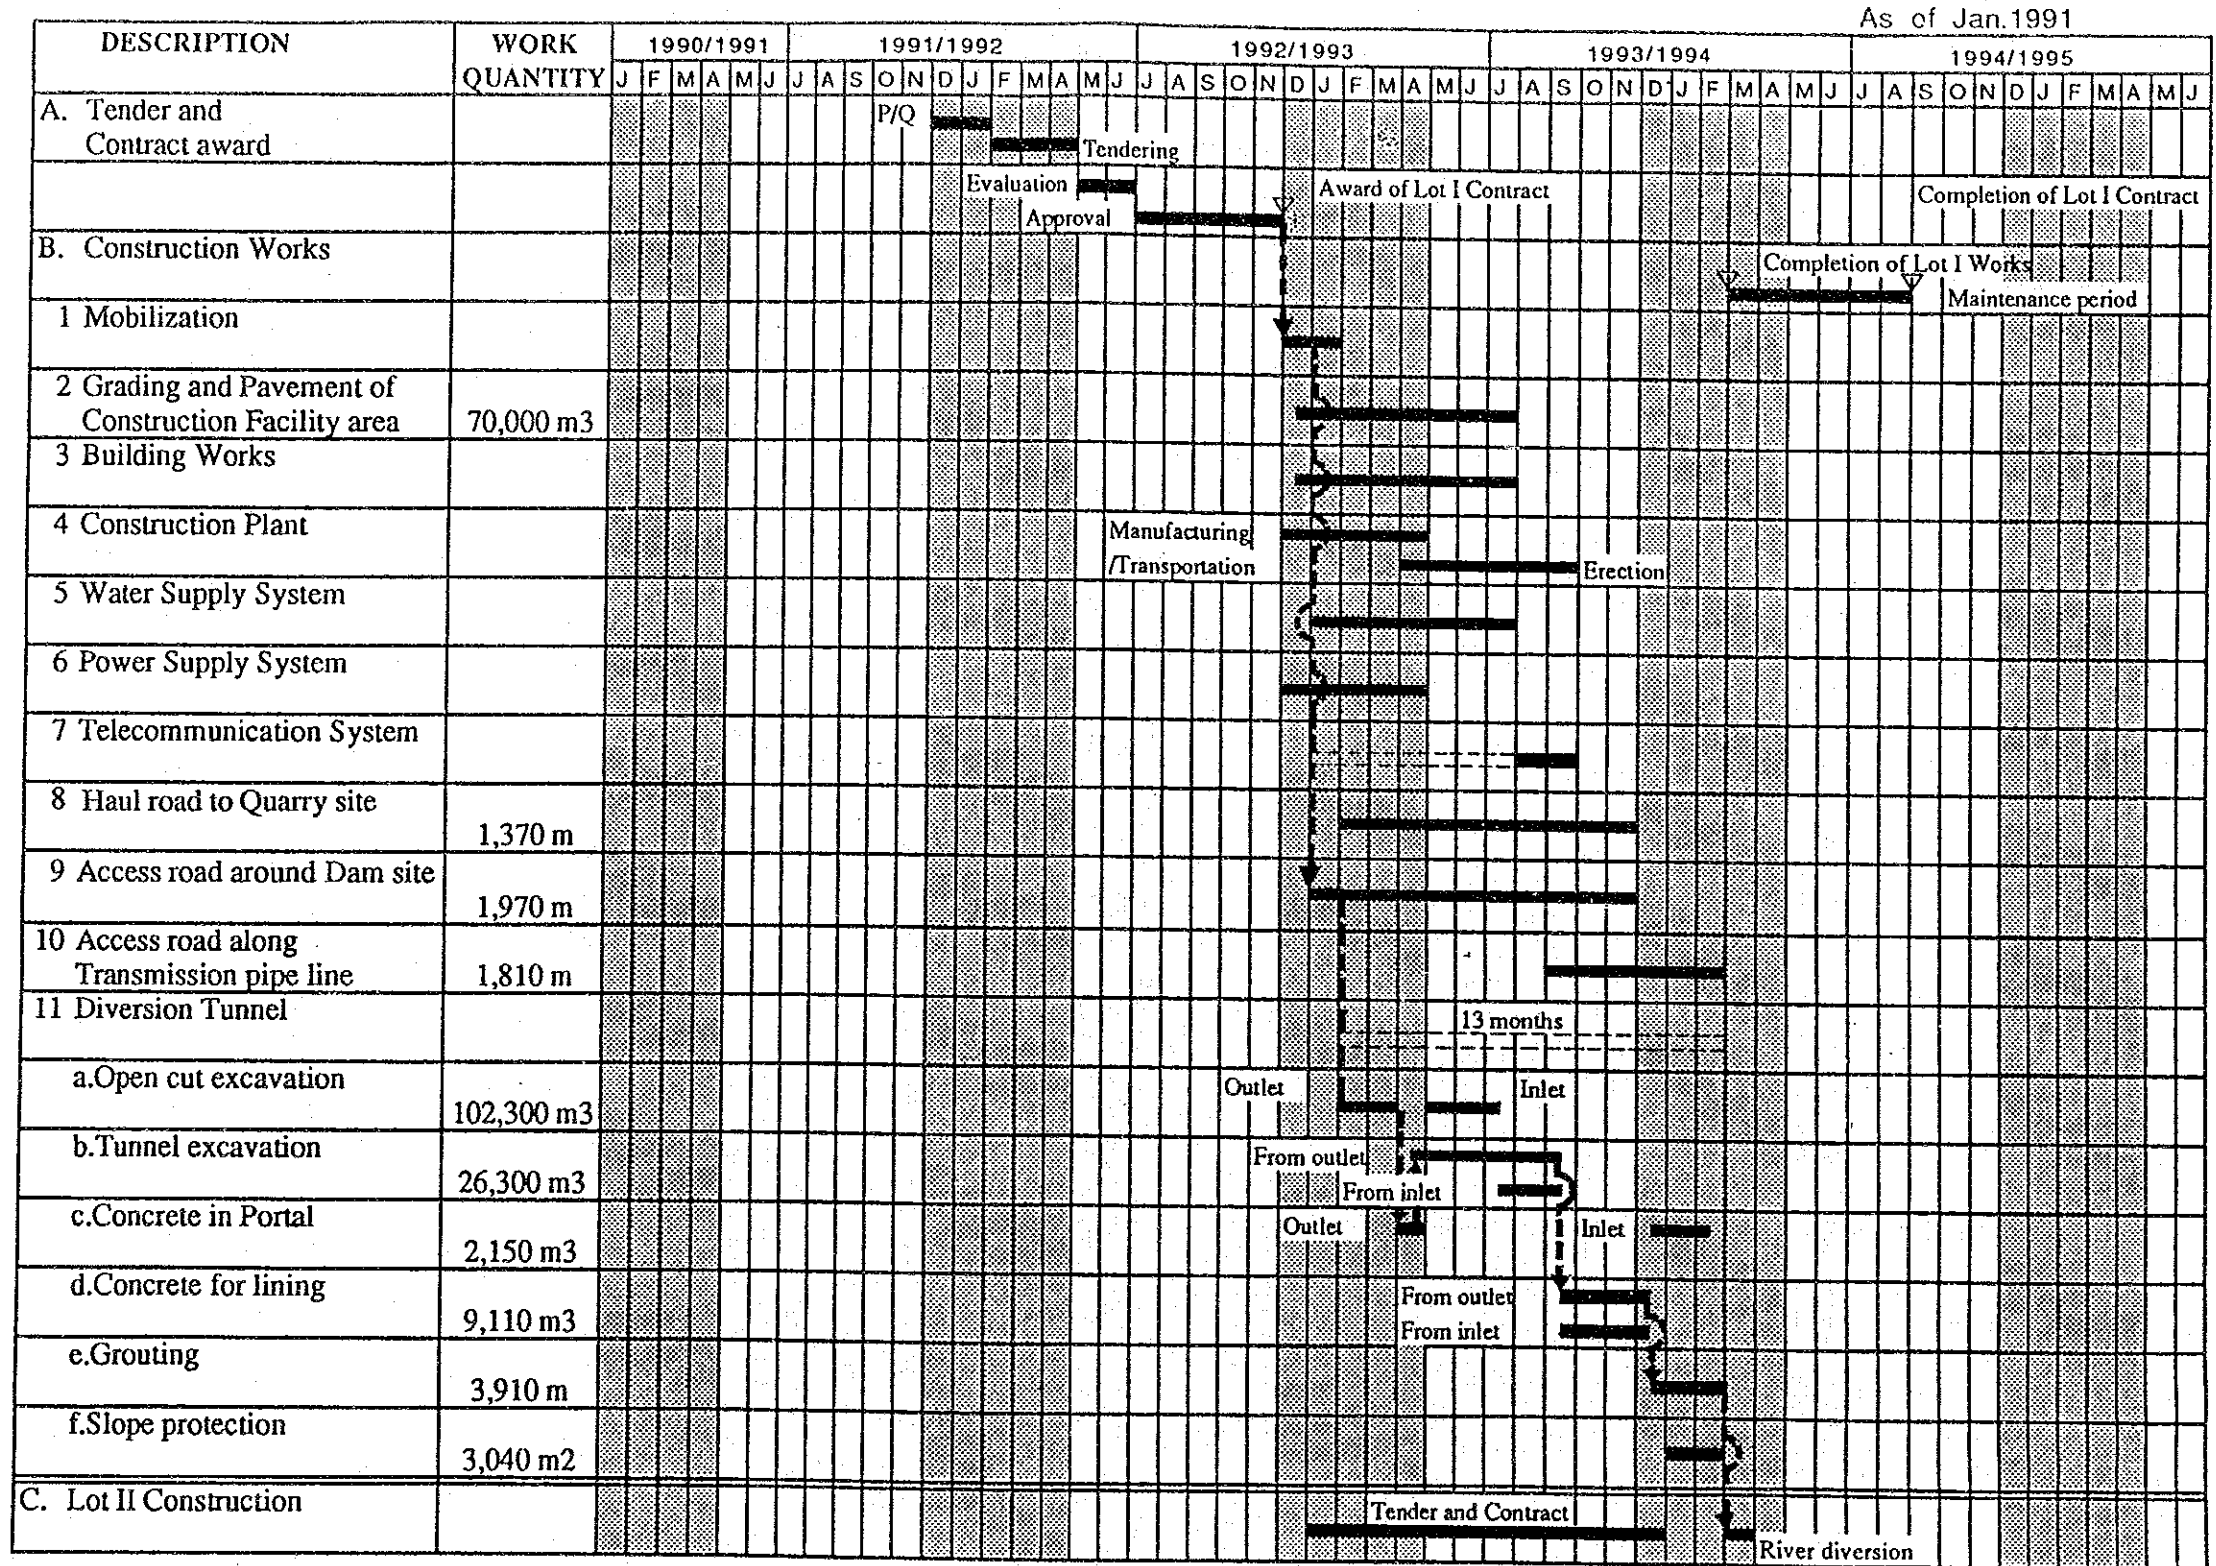 As of Jan.1991
DESCRIPTION WORK QUANTITY 1990/1991 1991/1992 1992/1993 1993/1994 1994/1995
J F M A M J J A S O N D J F M A M J J A S O N D J F M A M J J A S O N D J F M A M J J A S O N D J F M A M J
A. Tender and P/Q
Contract award Tendering
Evaluation Award of Lot I Contract Completion of Lot I Contract
Approval
B. Construction Works
Completion of Lot I Works
Maintenance period
1 Mobilization
2 Grading and Pavement of
Construction Facility area 70,000 m3
3 Building Works
4 Construction Plant Manufacturing
/Transportation Erection
5 Water Supply System
6 Power Supply System
7 Telecommunication System
8 Haul road to Quarry site
1,370 m
9 Access road around Dam site
1,970 m
10 Access road along
Transmission pipe line 1,810 m
11 Diversion Tunnel 13 months
a.Open cut excavation Outlet Inlet
102,300 m3
b.Tunnel excavation From outlet
26,300 m3 From inlet
c.Concrete in Portal Outlet Inlet
2,150 m3
d.Concrete for lining From outlet
9,110 m3 From inlet
e.Grouting
3,910 m
f.Slope protection
3,040 m2
C. Lot II Construction Tender and Contract
River diversion